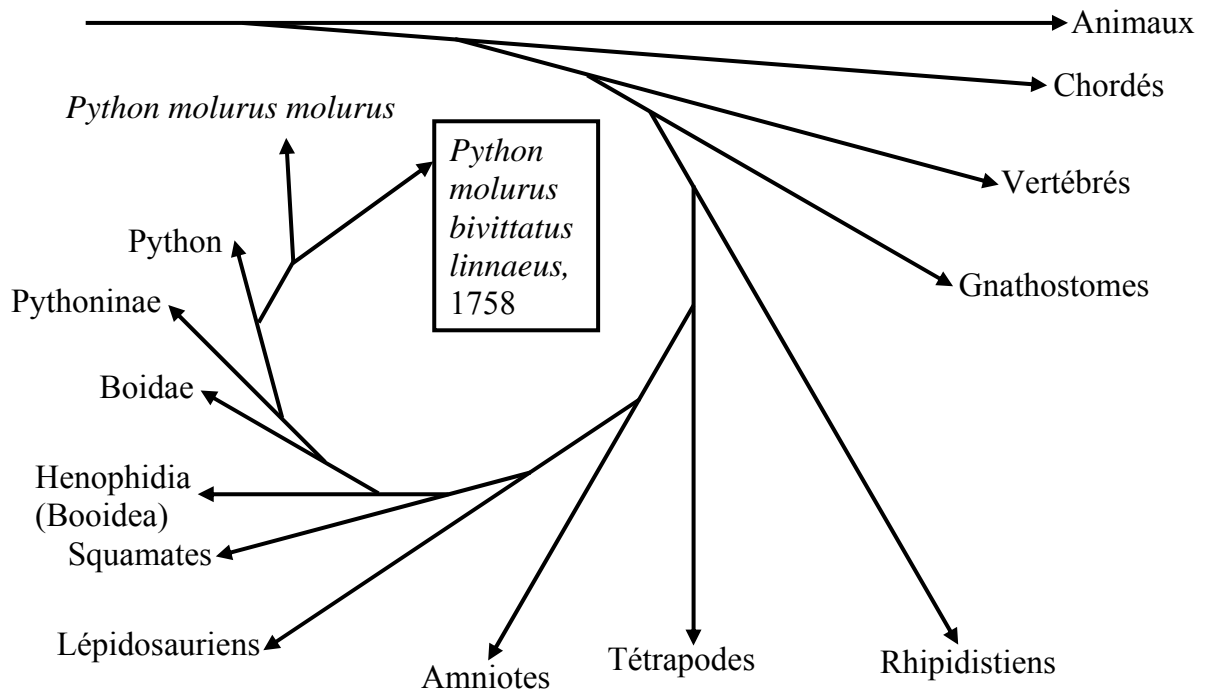 Animaux
Chordés
Python molurus molurus
Python
molurus
bivittatus
linnaeus,
1758
Vertébrés
Python
Gnathostomes
Pythoninae
Boidae
Henophidia
(Booidea)
Squamates
Lépidosauriens
Amniotes
Tétrapodes
Rhipidistiens